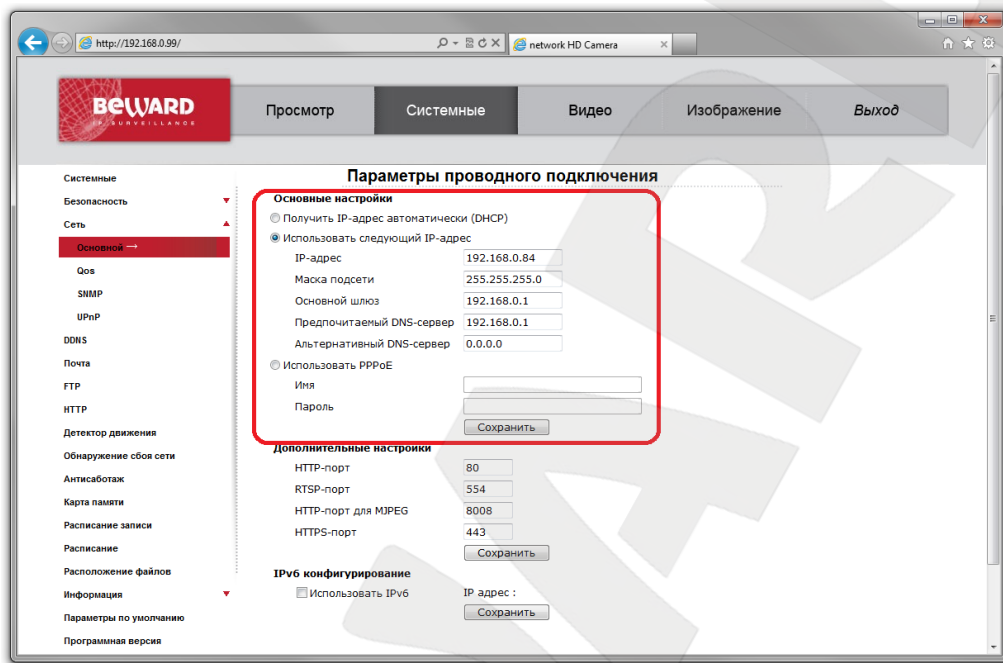 http://192.168.0.99/
network HD Camera
BEWARD
IP SURVEILLANCE
Просмотр
Системные
Видео
Изображение
Выход
Параметры проводного подключения
Системные
Безопасность
Сеть
Основной →
Qos
SNMP
UPnP
DDNS
Почта
FTP
HTTP
Детектор движения
Обнаружение сбоя сети
Антисаботаж
Карта памяти
Расписание записи
Расписание
Расположение файлов
Информация
Параметры по умолчанию
Программная версия
Основные настройки
Получить IP-адрес автоматически (DHCP)
Использовать следующий IP-адрес
IP-адрес 192.168.0.84
Маска подсети 255.255.255.0
Основной шлюз 192.168.0.1
Предпочитаемый DNS-сервер 192.168.0.1
Альтернативный DNS-сервер 0.0.0.0
Использовать PPPoE
Имя
Пароль
Сохранить
Дополнительные настройки
HTTP-порт 80
RTSP-порт 554
HTTP-порт для MJPEG 8008
HTTPS-порт 443
Сохранить
IPv6 конфигурирование
Использовать IPv6 IP адрес :
Сохранить